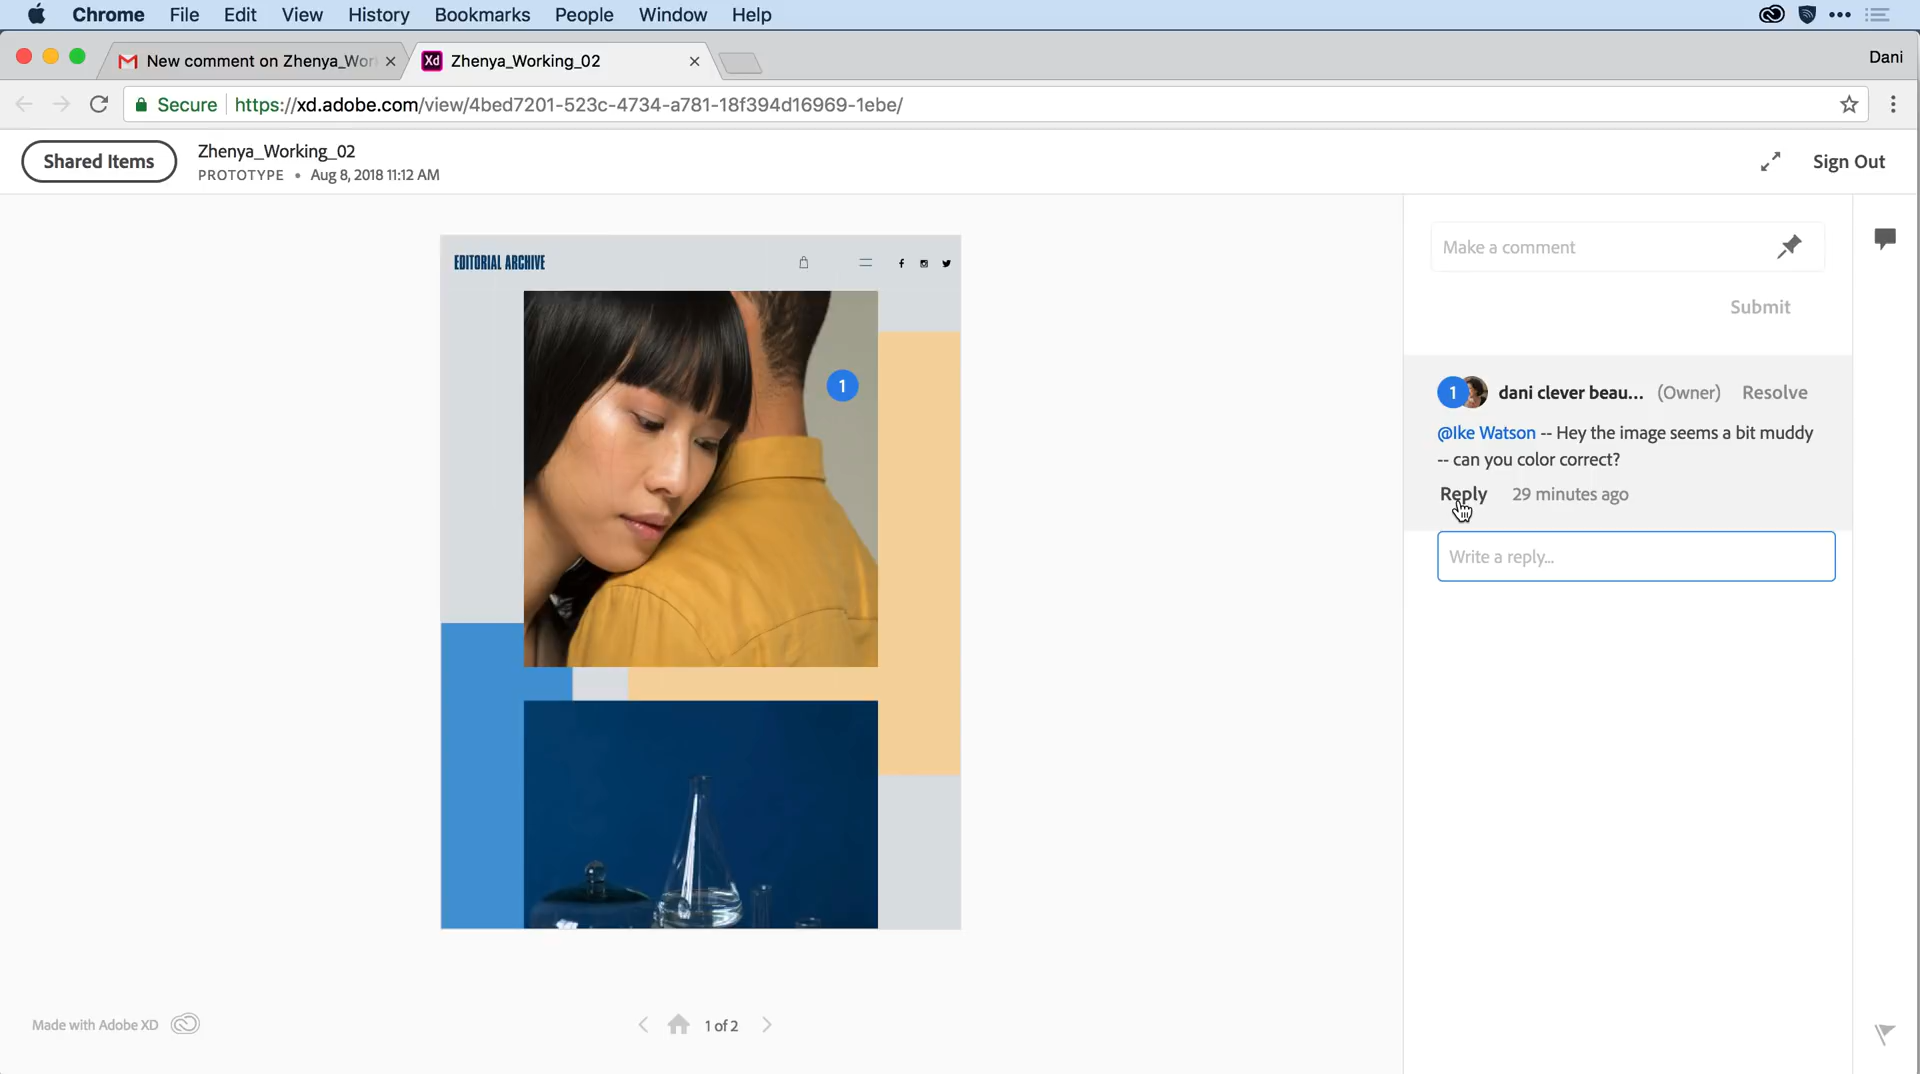 Chrome File Edit View History Bookmarks People Window Help
New comment on Zhenya_Wor
Xd Zhenya_Working_02
Dani
Secure https://xd.adobe.com/view/4bed7201-523c-4734-a781-18f394d16969-1ebe/
Shared Items
Zhenya_Working_02
PROTOTYPE • Aug 8, 2018 11:12 AM
Sign Out
EDITORIAL ARCHIVE
1
Make a comment
Submit
1 dani clever beau... (Owner) Resolve
@Ike Watson -- Hey the image seems a bit muddy
-- can you color correct?
Reply 29 minutes ago
Write a reply...
Made with Adobe XD
1 of 2